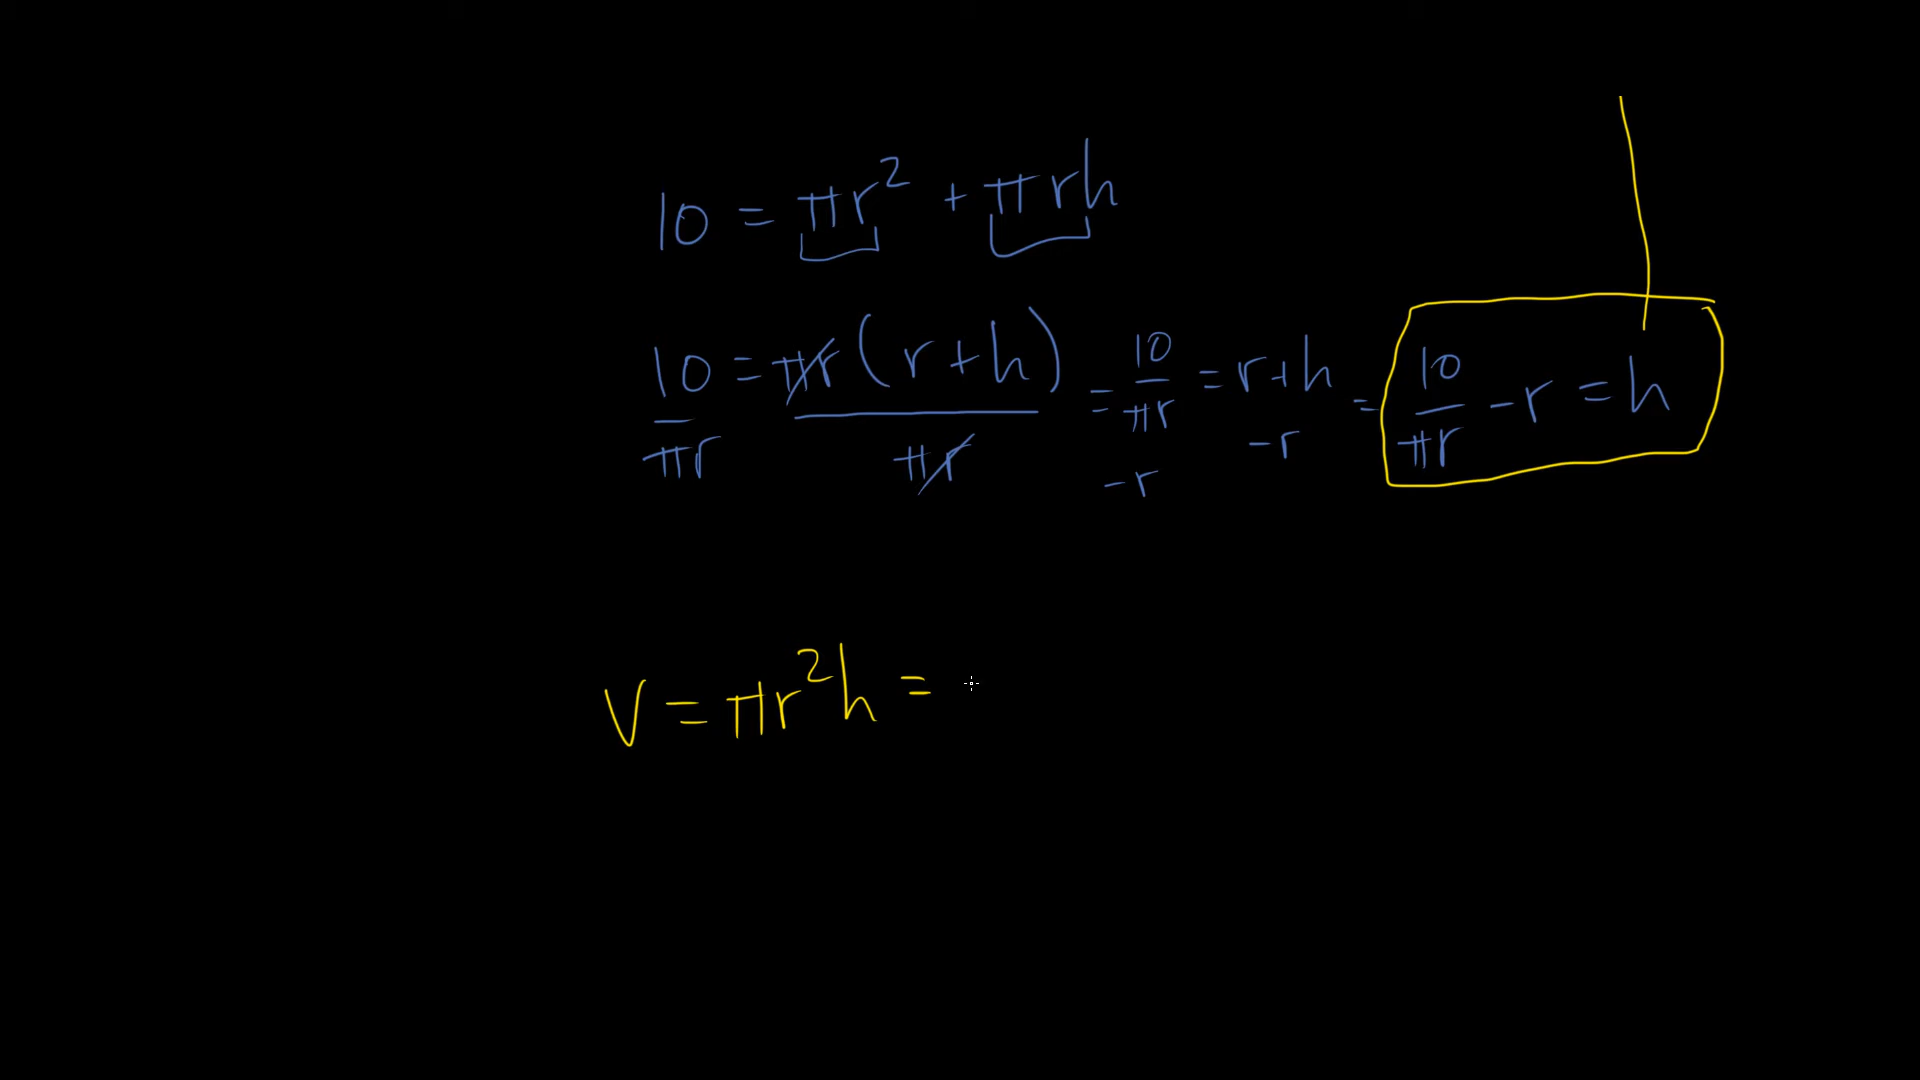 10 = πr² + πrh
10/πr = πr(r+h)/πr = 10/πr = r+h = 10/πr - r = h
-r -r
V = πr²h =